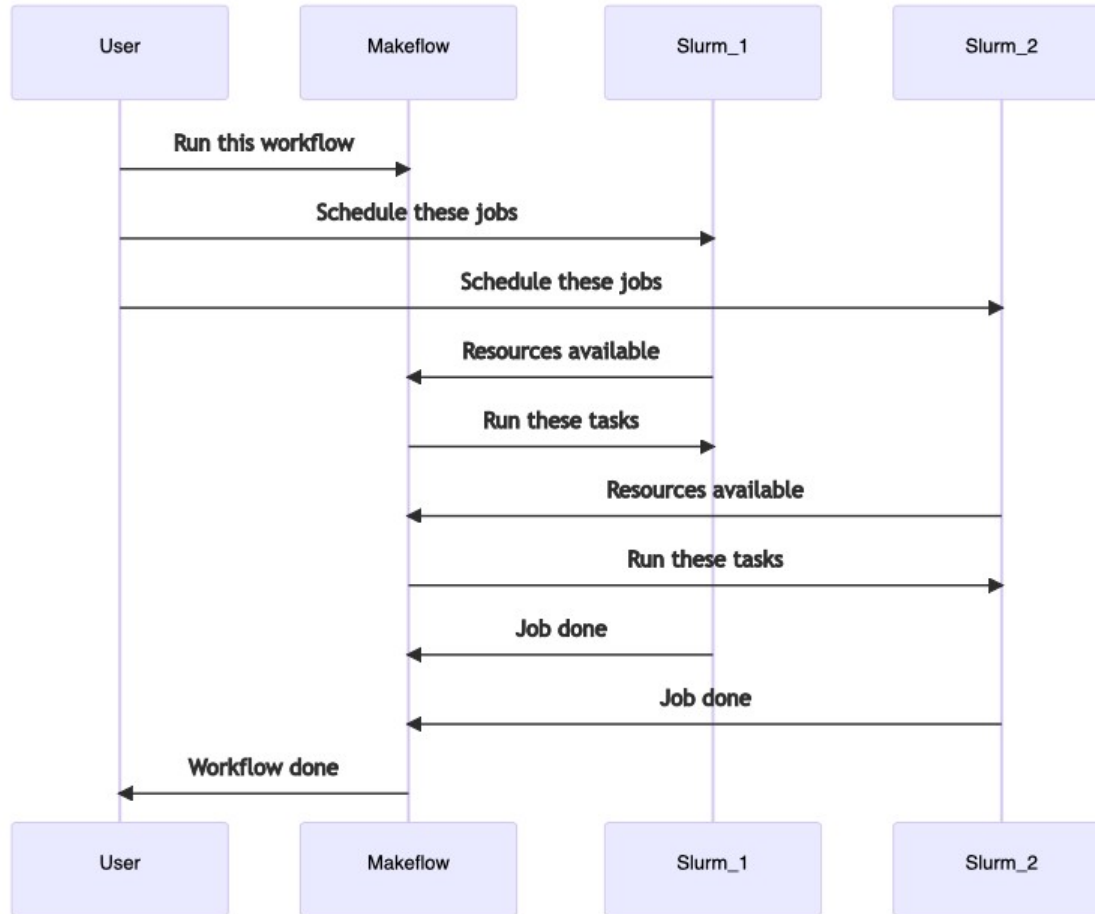 User
Makeflow
Slurm_1
Slurm_2
Run this workflow
Schedule these jobs
Schedule these jobs
Resources available
Run these tasks
Resources available
Run these tasks
Job done
Job done
Workflow done
User
Makeflow
Slurm_1
Slurm_2